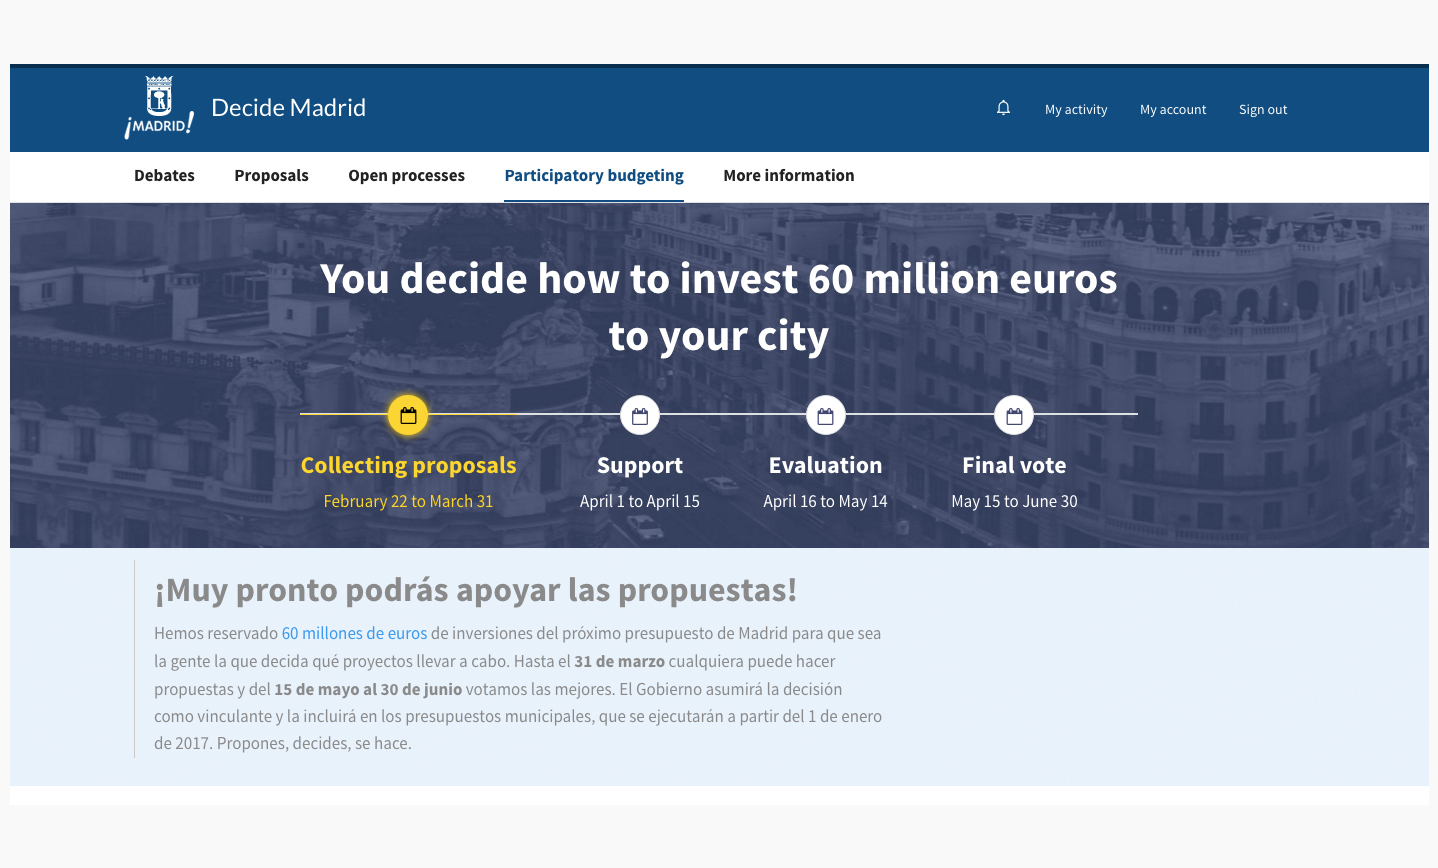 ¡MADRID!
Decide Madrid
My activity
My account
Sign out
Debates
Proposals
Open processes
Participatory budgeting
More information
You decide how to invest 60 million euros
to your city
Collecting proposals
February 22 to March 31
Support
April 1 to April 15
Evaluation
April 16 to May 14
Final vote
May 15 to June 30
¡Muy pronto podrás apoyar las propuestas!
Hemos reservado 60 millones de euros de inversiones del próximo presupuesto de Madrid para que sea
la gente la que decida qué proyectos llevar a cabo. Hasta el 31 de marzo cualquiera puede hacer
propuestas y del 15 de mayo al 30 de junio votamos las mejores. El Gobierno asumirá la decisión
como vinculante y la incluirá en los presupuestos municipales, que se ejecutarán a partir del 1 de enero
de 2017. Propones, decides, se hace.